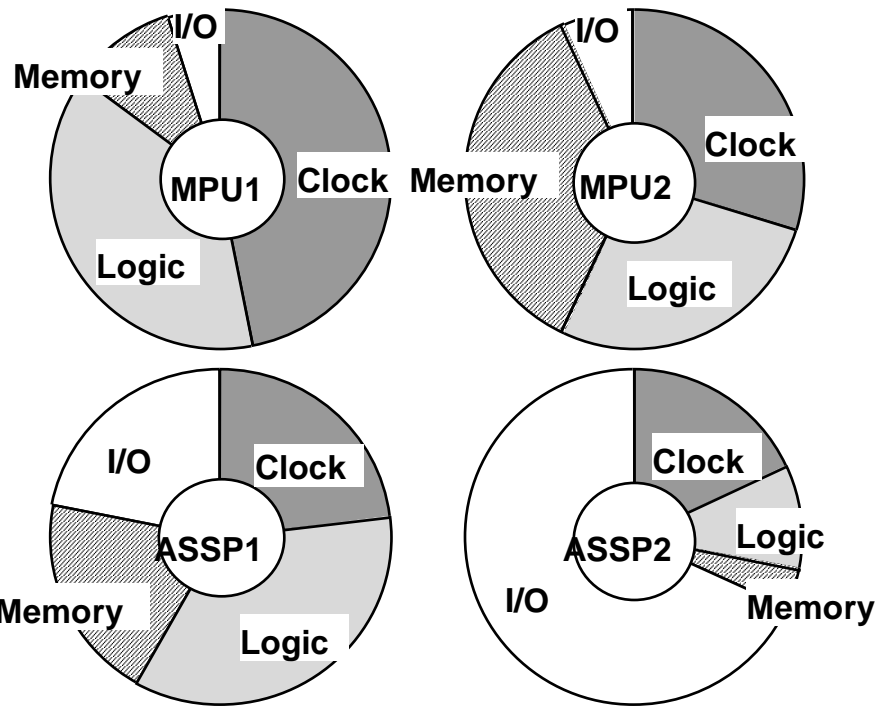 I/O
Memory
MPU1
Clock
Logic
I/O
Clock
Memory
MPU2
Logic
I/O
Clock
ASSP1
Memory
Logic
Clock
Logic
ASSP2
I/O
Memory